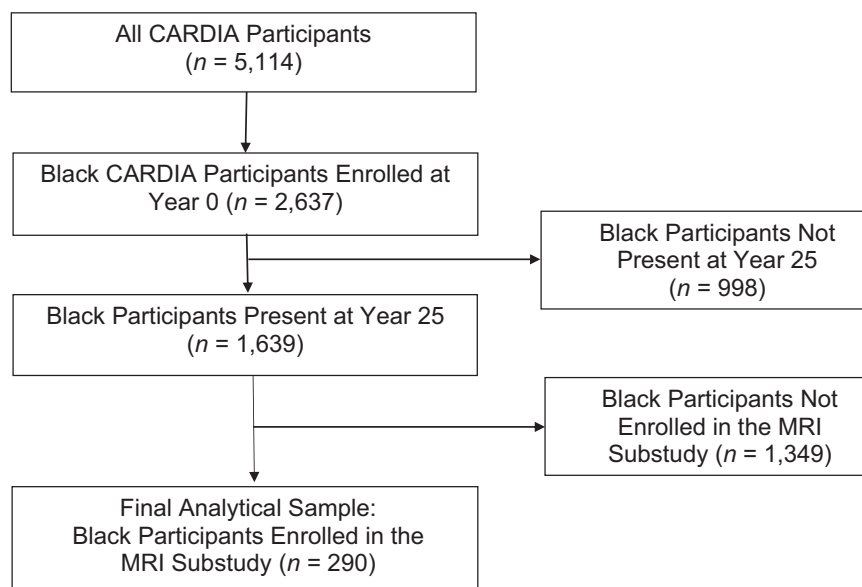 All CARDIA Participants
(n = 5,114)
Black CARDIA Participants Enrolled at
Year 0 (n = 2,637)
Black Participants Not
Present at Year 25
(n = 998)
Black Participants Present at Year 25
(n = 1,639)
Black Participants Not
Enrolled in the MRI
Substudy (n = 1,349)
Final Analytical Sample:
Black Participants Enrolled in the
MRI Substudy (n = 290)